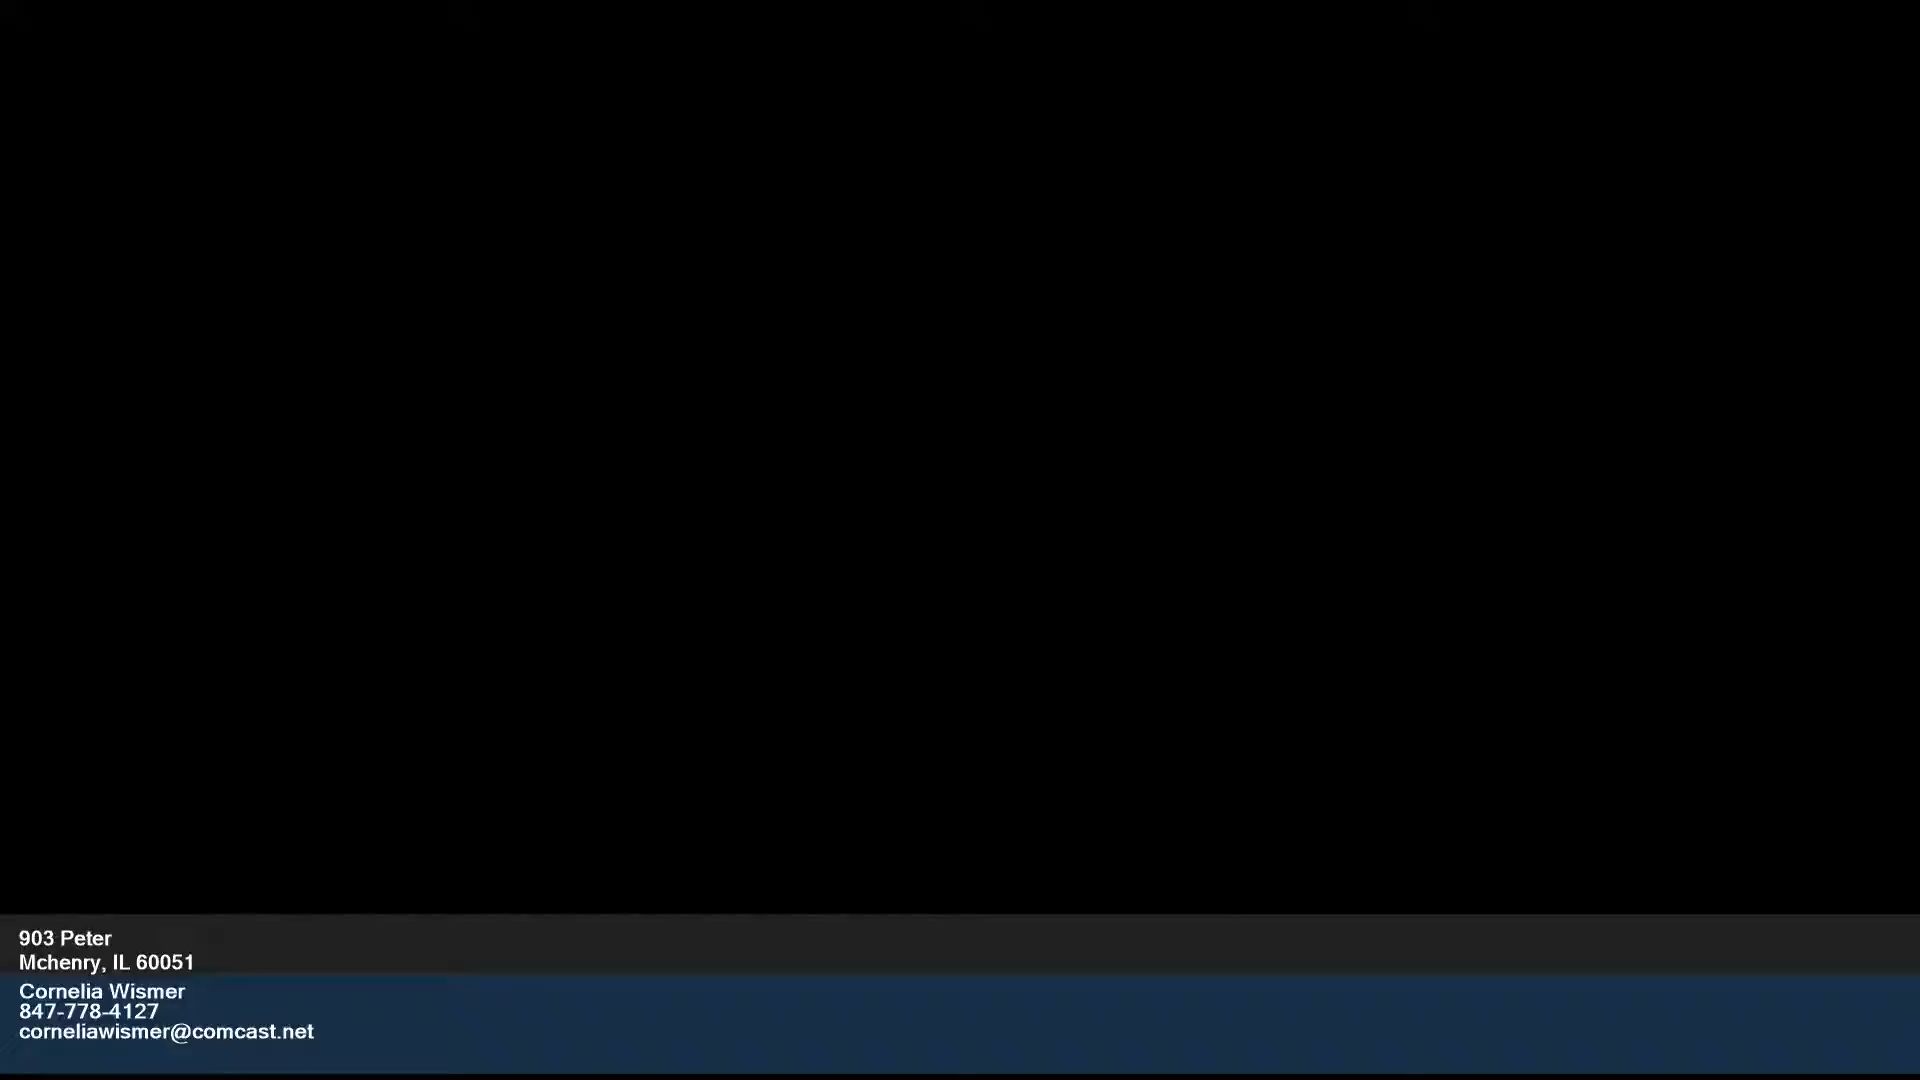 903 Peter
Mchenry, IL 60051
Cornelia Wismer
847-778-4127
corneliawismer@comcast.net